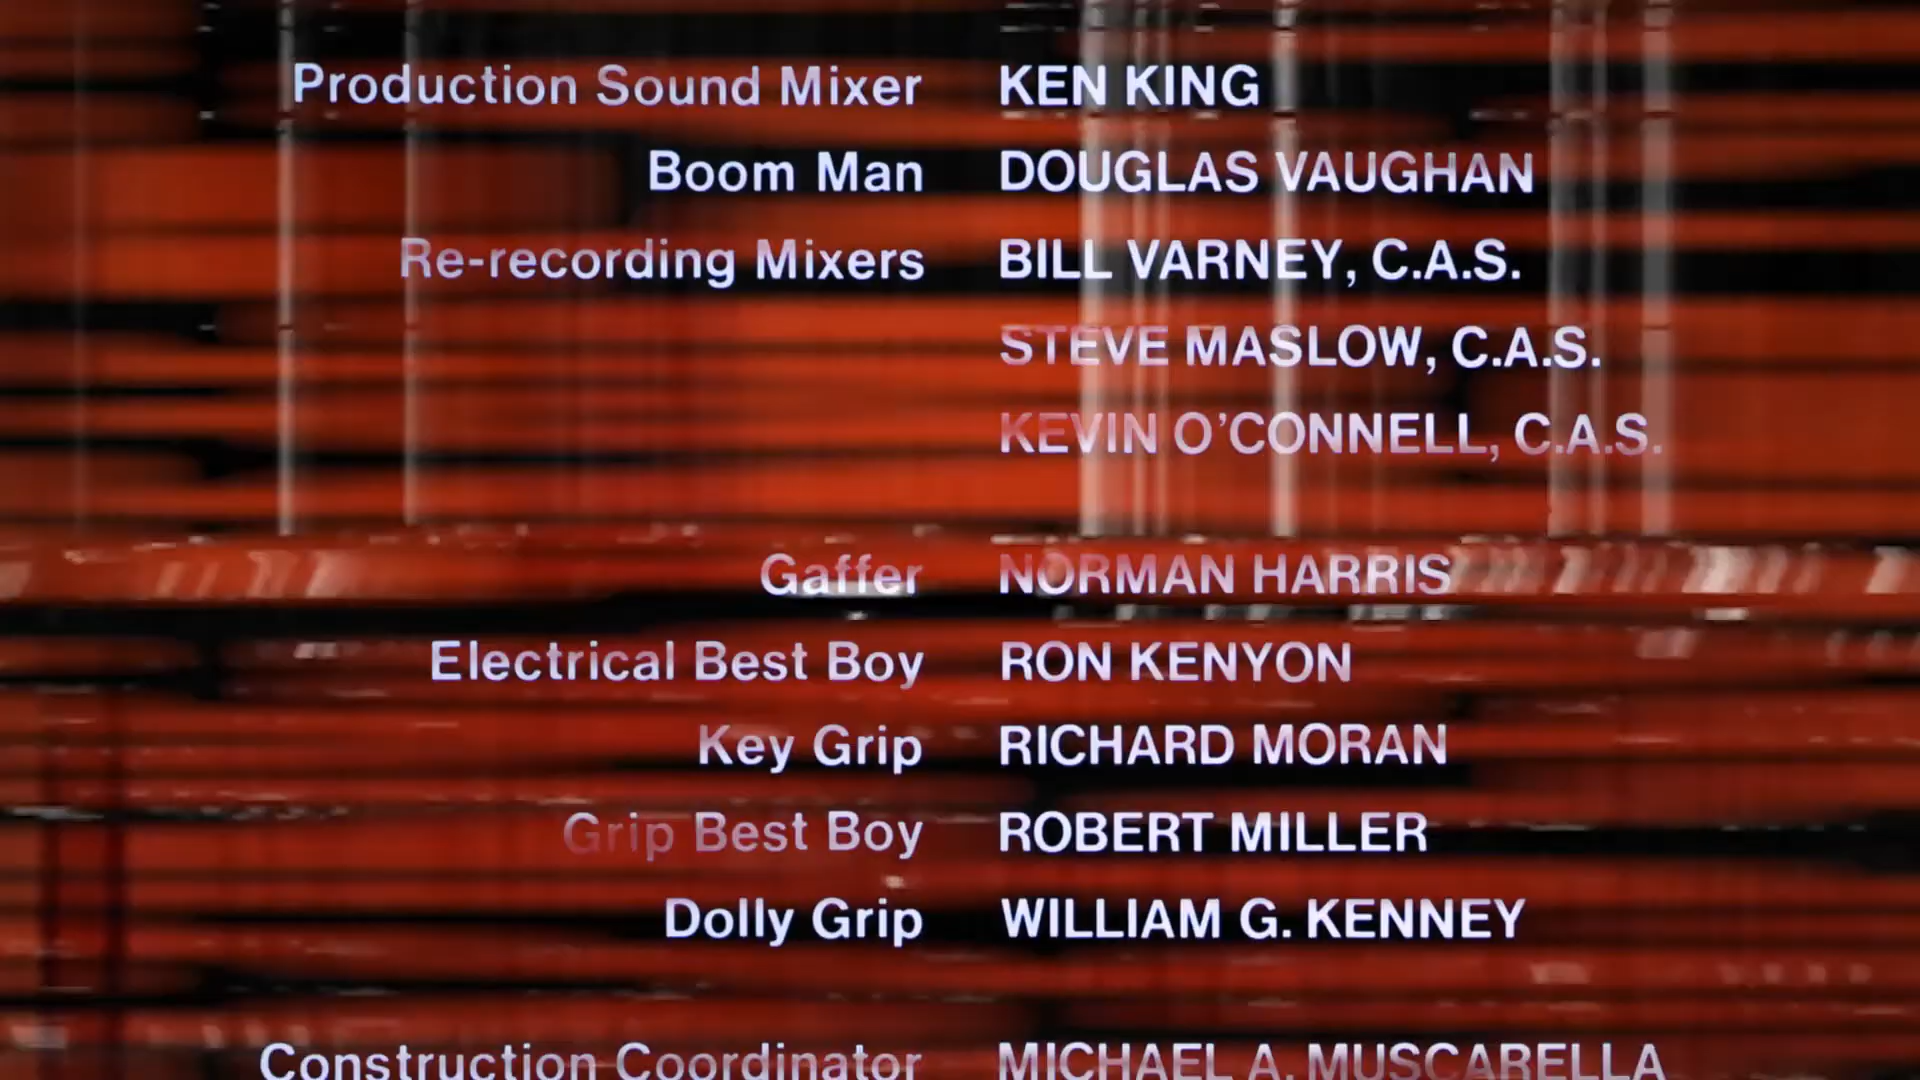 Production Sound Mixer KEN KING
Boom Man DOUGLAS VAUGHAN
Re-recording Mixers BILL VARNEY, C.A.S.
STEVE MASLOW, C.A.S.
KEVIN O'CONNELL, C.A.S.
Gaffer NORMAN HARRIS
Electrical Best Boy RON KENYON
Key Grip RICHARD MORAN
Grip Best Boy ROBERT MILLER
Dolly Grip WILLIAM G. KENNEY
Construction Coordinator MICHAEL A. MUSCARELLA